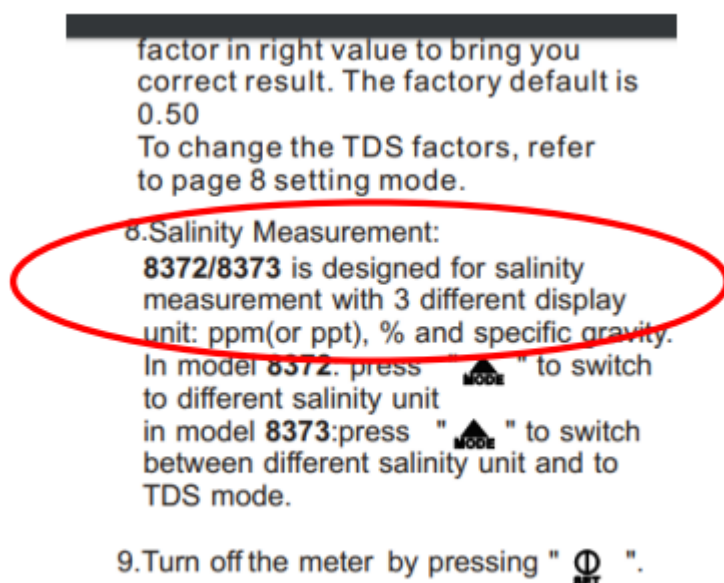 factor in right value to bring you
correct result. The factory default is
0.50
To change the TDS factors, refer
to page 8 setting mode.
8.Salinity Measurement:
8372/8373 is designed for salinity
measurement with 3 different display
unit: ppm(or ppt), % and specific gravity.
In model 8372: press " MODE " to switch
to different salinity unit
in model 8373:press " MODE " to switch
between different salinity unit and to
TDS mode.
9.Turn off the meter by pressing " SET ".